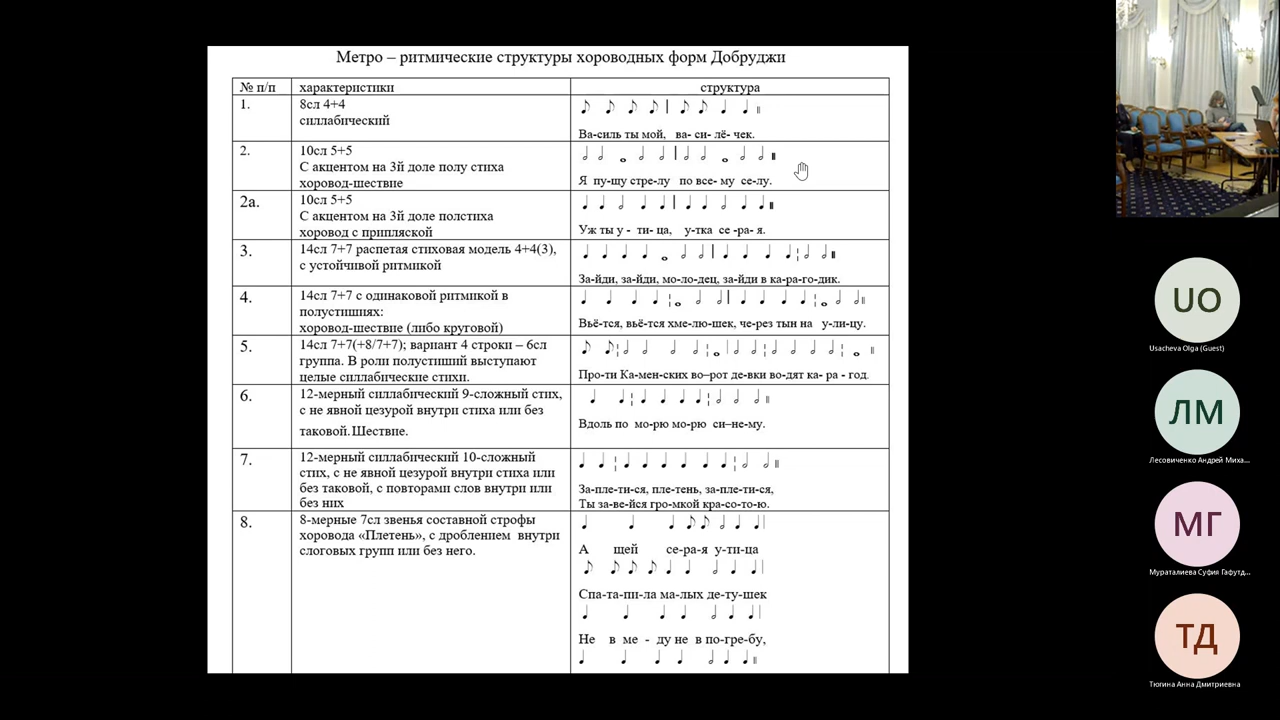 Метро – ритмические структуры хороводных форм Добруджи
№ п/п характеристики структура
1. 8сл 4+4
силлабический
Ва-силь ты мой, ва- си- лё- чек.
2. 10сл 5+5
С акцентом на 3й доле полу стиха
хоровод-шествие
Я пу-щу стре-лу по все- му се-лу.
2а. 10сл 5+5
С акцентом на 3й доле полстиха
хоровод с припляской
Уж ты у - ти- ца, у-тка се -ра- я.
3. 14сл 7+7 распетая стиховая модель 4+4(3),
с устойчивой ритмикой
За-йди, за-йди, мо-ло-дец, за-йди в ка-ра-го-дик.
4. 14сл 7+7 с одинаковой ритмикой в
полустишиях:
хоровод-шествие (либо круговой)
Вьё-тся, вьё-тся хме-лю-шек, че-рез тын на у-ли-цу.
5. 14сл 7+7(+8/7+7); вариант 4 строки – 6сл
группа. В роли полустиший выступают
целые силлабические стихи.
Про-ти Ка-мен-ских во–рот де-вки во-дят ка- ра - год.
6. 12-мерный силлабический 9-сложный стих,
с не явной цезурой внутри стиха или без
таковой. Шествие.
Вдоль по мо-рю мо-рю си–не-му.
7. 12-мерный силлабический 10-сложный
стих, с не явной цезурой внутри стиха или
без таковой, с повторами слов внутри или
без них
За-пле-ти-ся, пле-тень, за-пле-ти-ся,
Ты за-ве-йся гро-мкой кра-со-то-ю.
8. 8-мерные 7сл звенья составной строфы
хоровода «Плетень», с дроблением внутри
слоговых групп или без него.
А щей се-ра-я у-ти-ца
Спа-та-пи-ла ма-лых де-ту-шек
Не в ме - ду не в по-гре-бу,
UO
Usacheva Olga (Guest)
ЛМ
Лесовиченко Андрей Миха...
МГ
Мураталиева Суфия Гафутд...
ТД
Тюгина Анна Дмитриевна